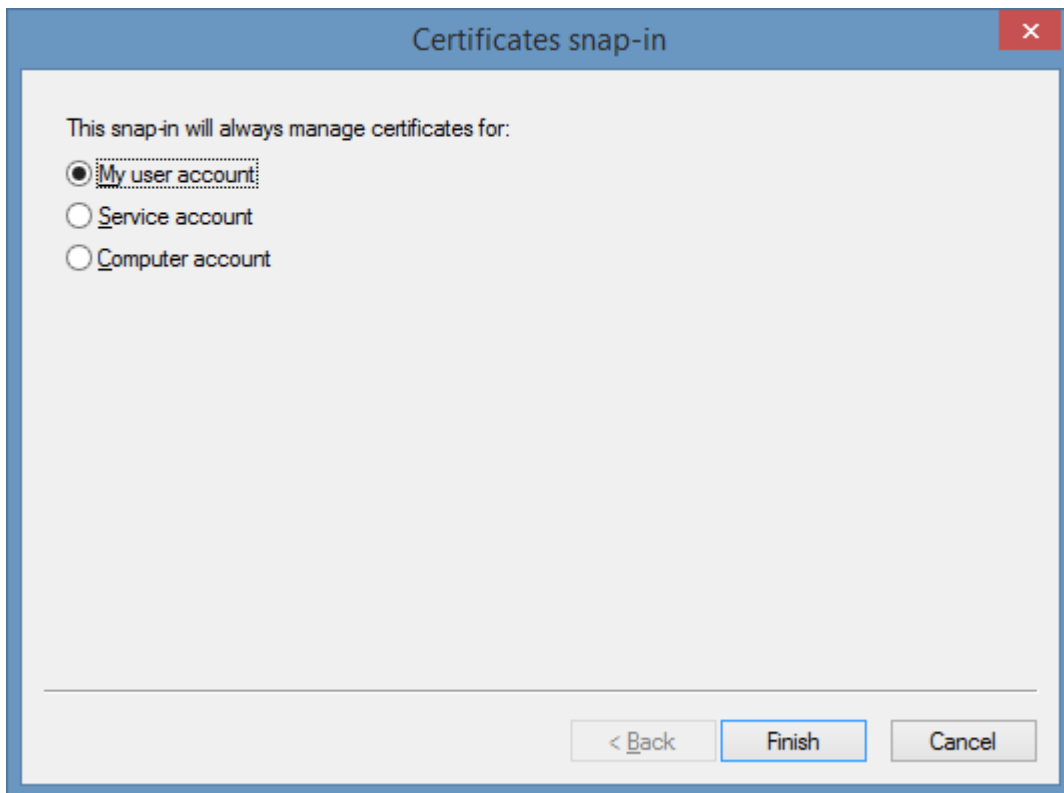 Certificates snap-in
This snap-in will always manage certificates for:
My user account
Service account
Computer account
< Back
Finish
Cancel